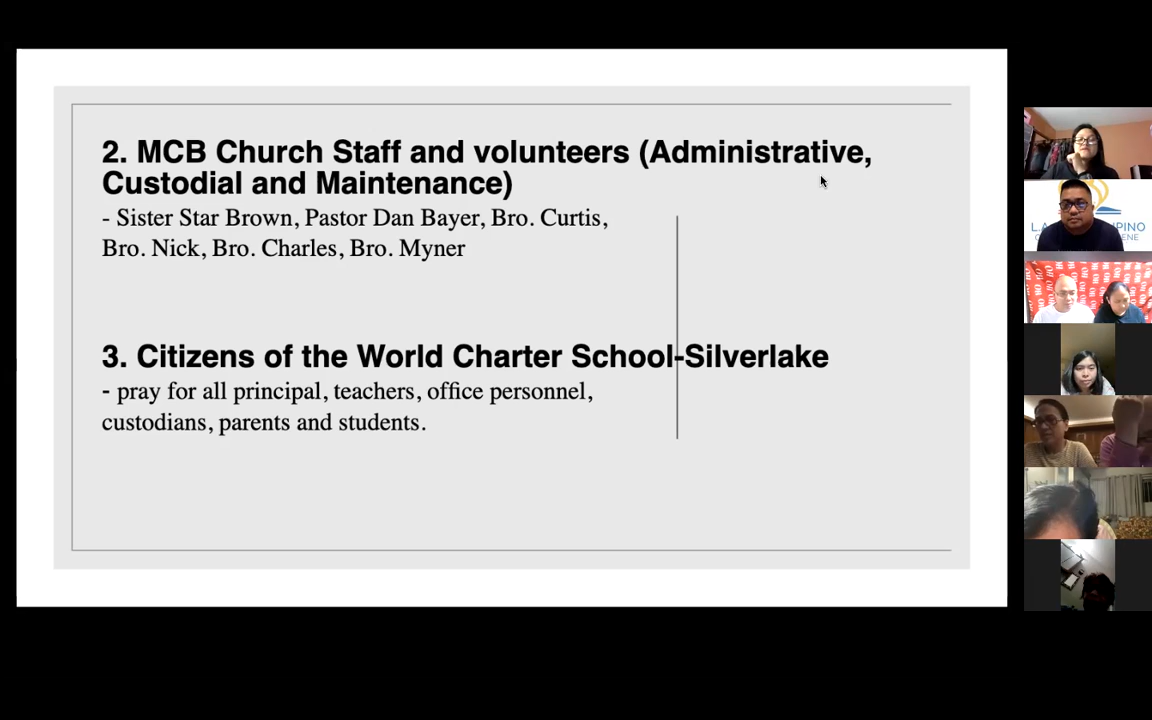 2. MCB Church Staff and volunteers (Administrative,
Custodial and Maintenance)
- Sister Star Brown, Pastor Dan Bayer, Bro. Curtis,
Bro. Nick, Bro. Charles, Bro. Myner
3. Citizens of the World Charter School-Silverlake
- pray for all principal, teachers, office personnel,
custodians, parents and students.
L.A.